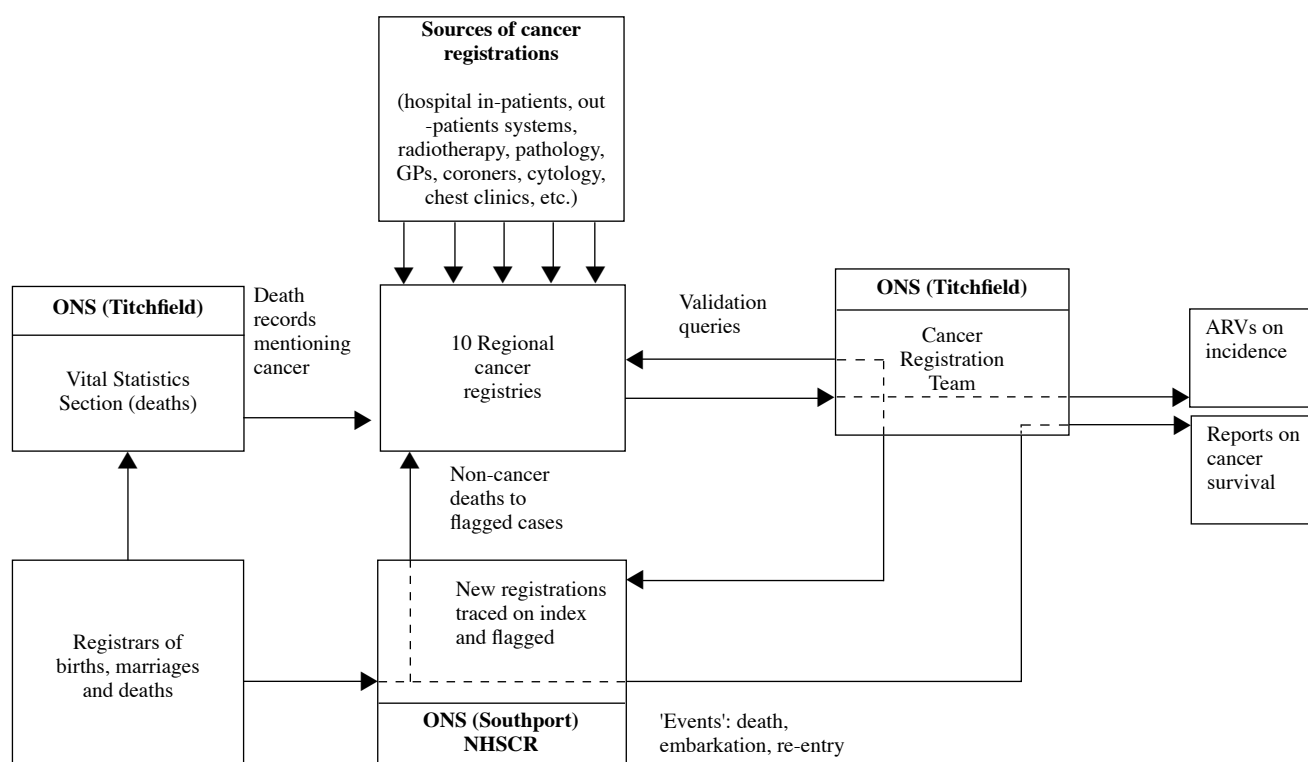 Sources of cancer
registrations
(hospital in-patients, out
-patients systems,
radiotherapy, pathology,
GPs, coroners, cytology,
chest clinics, etc.)
ONS (Titchfield)
Vital Statistics
Section (deaths)
Death
records
mentioning
cancer
10 Regional
cancer
registries
Validation
queries
ONS (Titchfield)
Cancer
Registration
Team
ARVs on
incidence
Reports on
cancer
survival
Non-cancer
deaths to
flagged cases
Registrars of
births, marriages
and deaths
New registrations
traced on index
and flagged
ONS (Southport)
NHSCR
'Events': death,
embarkation, re-entry